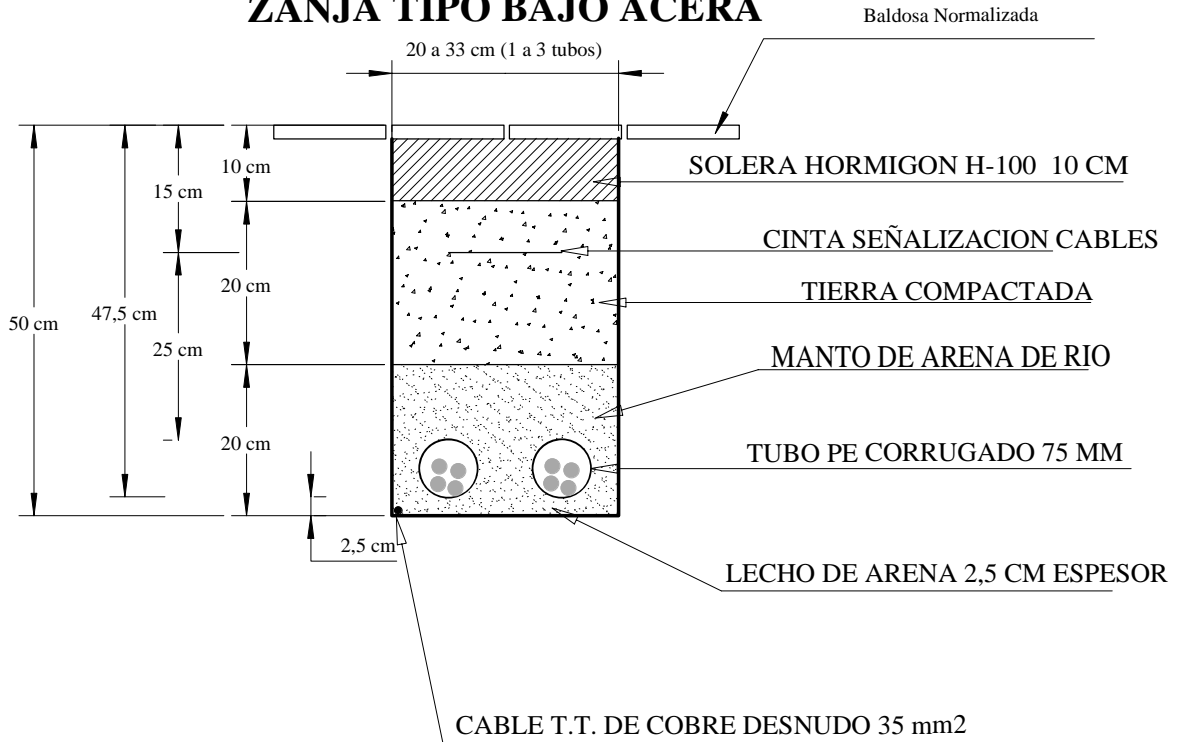 ZANJA TIPO BAJO ACERA
Baldosa Normalizada
20 a 33 cm (1 a 3 tubos)
10 cm
SOLERA HORMIGON H-100 10 CM
15 cm
CINTA SEÑALIZACION CABLES
20 cm
TIERRA COMPACTADA
47,5 cm
50 cm
25 cm
MANTO DE ARENA DE RIO
20 cm
TUBO PE CORRUGADO 75 MM
2,5 cm
LECHO DE ARENA 2,5 CM ESPESOR
CABLE T.T. DE COBRE DESNUDO 35 mm2